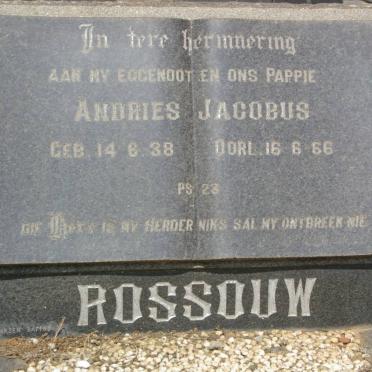 In tere herinnering
AAN MY EGGENOOT EN ONS PAPPIE
ANDRIES JACOBUS
GEB. 14 6 38 OORL. 16 6 66
PS 23
DIE Here IS MY HERDER NIKS SAL MY ONTBREEK NIE
ROSSOUW